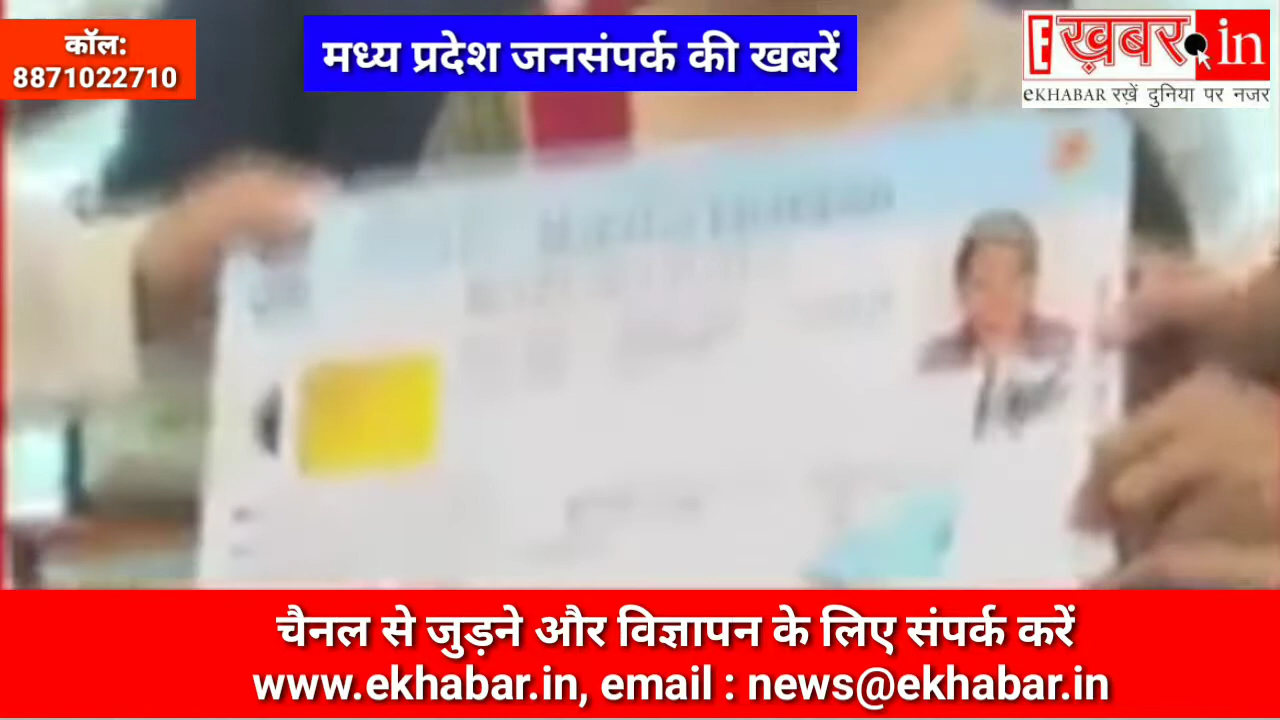 कॉल:
8871022710
मध्य प्रदेश जनसंपर्क की खबरें
Eख़बर.in
eKHABAR रखें दुनिया पर नजर
चैनल से जुड़ने और विज्ञापन के लिए संपर्क करें
www.ekhabar.in, email : news@ekhabar.in